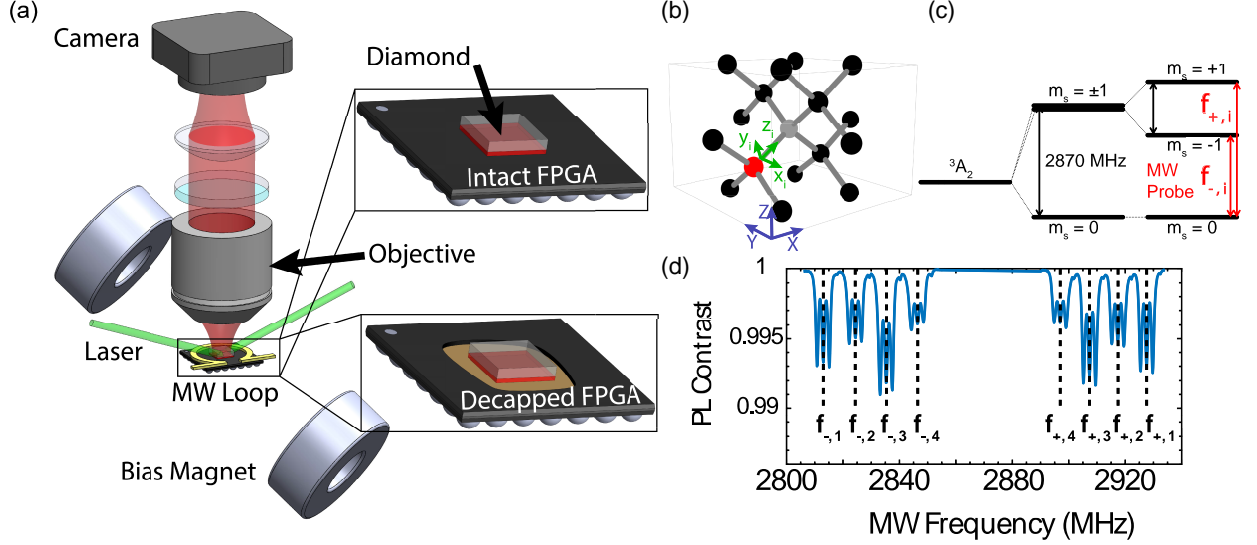 (a)
Camera
Diamond
Intact FPGA
Objective
Laser
MW Loop
Decapped FPGA
Bias Magnet
(b)
z_i
y_i
x_i
Z
Y
X
(c)
m_s = +1
m_s = ±1
f_+,i
m_s = -1
³A₂
2870 MHz
MW
Probe
f_-,i
m_s = 0
m_s = 0
(d)
1
0.995
0.99
PL Contrast
f_-,1
f_-,2
f_-,3
f_-,4
f_+,4
f_+,3
f_+,2
f_+,1
2800
2840
2880
2920
MW Frequency (MHz)